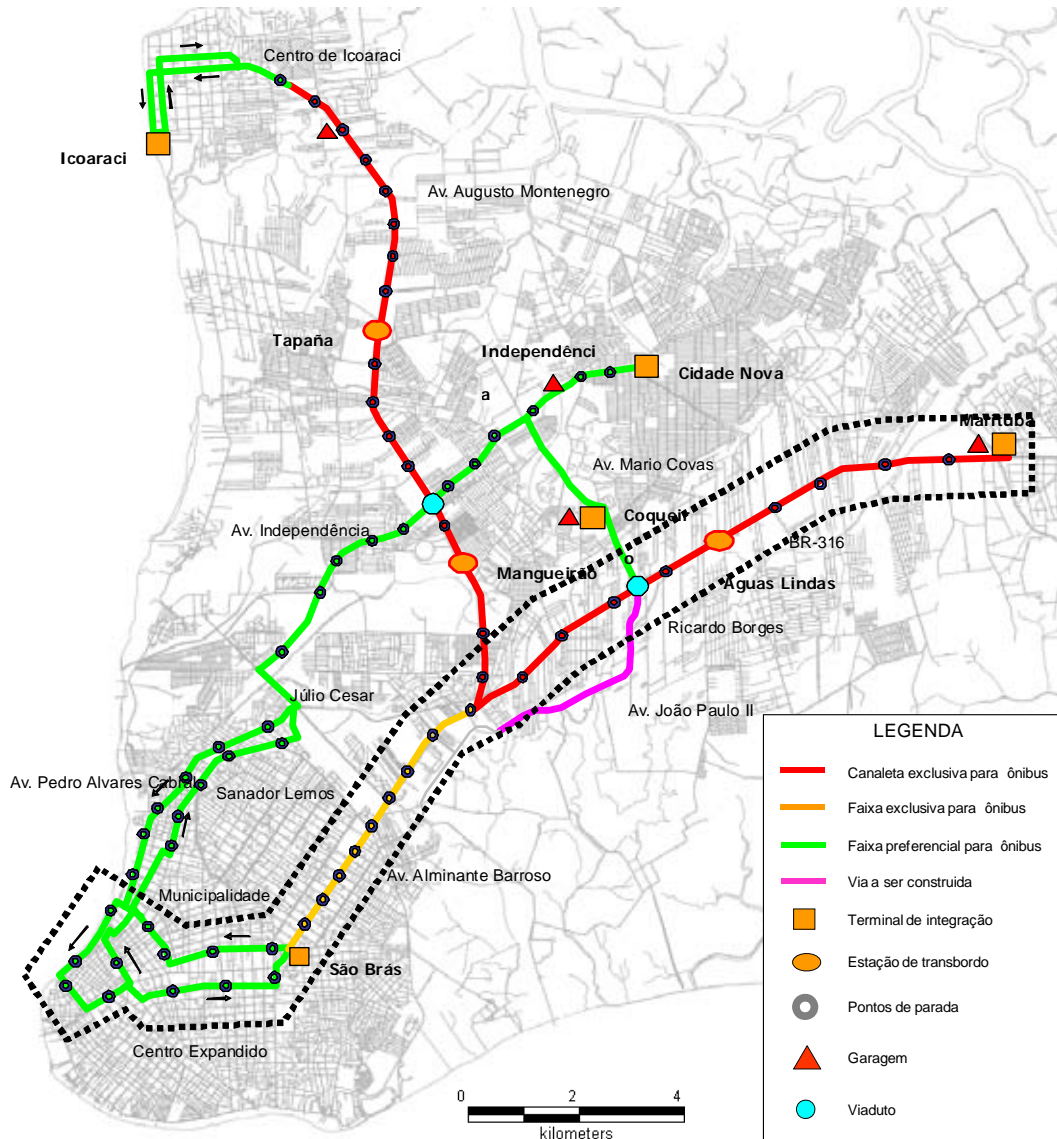 Centro de Icoaraci
Icoaraci
Av. Augusto Montenegro
Tapaña
Independênci
a
Cidade Nova
Marituba
Av. Mario Covas
Av. Independência
Coqueir
o
BR-316
Mangueirão
Águas Lindas
Ricardo Borges
Júlio Cesar
Av. João Paulo II
Av. Pedro Alvares Cabral
Sanador Lemos
Av. Alminante Barroso
Municipalidade
São Brás
Centro Expandido
LEGENDA
Canaleta exclusiva para ônibus
Faixa exclusiva para ônibus
Faixa preferencial para ônibus
Via a ser construida
Terminal de integração
Estação de transbordo
Pontos de parada
Garagem
Viaduto
0 2 4
kilometers